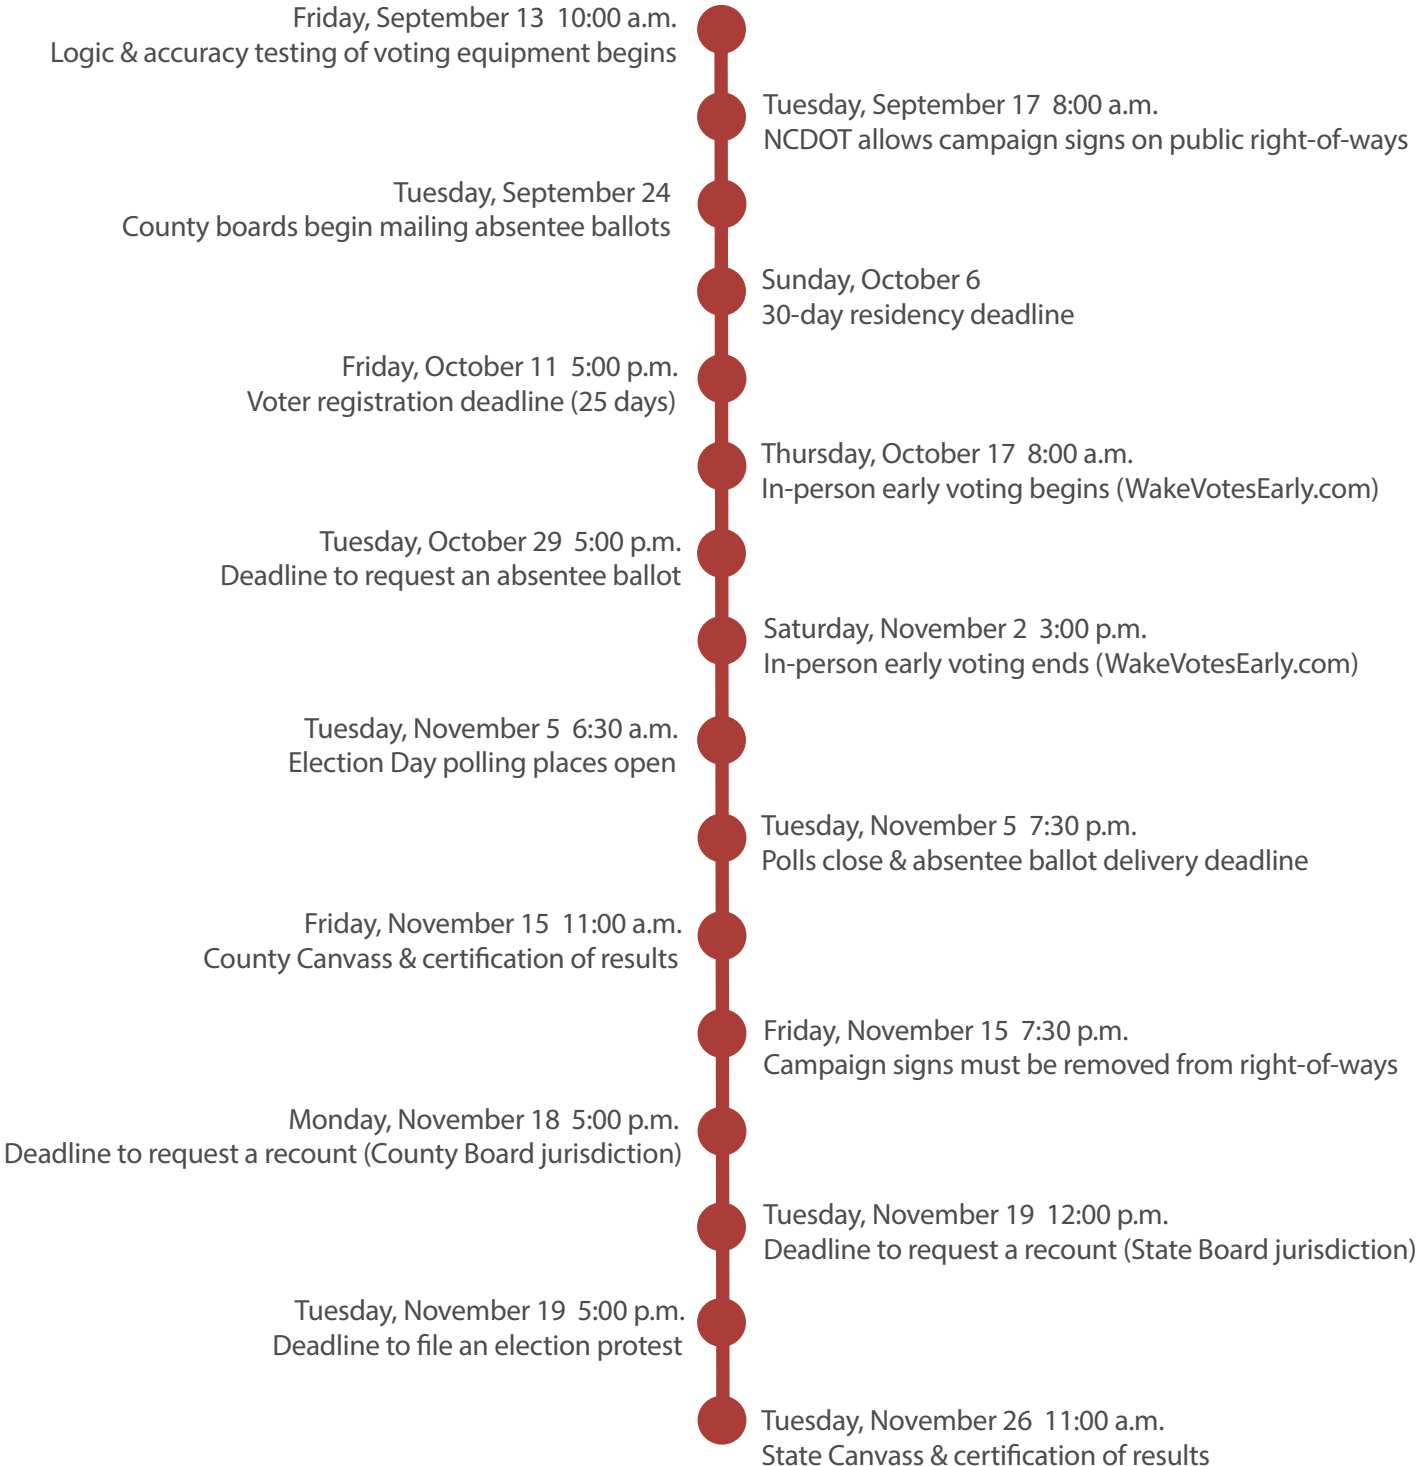 Friday, September 13 10:00 a.m.
Logic & accuracy testing of voting equipment begins
Tuesday, September 17 8:00 a.m.
NCDOT allows campaign signs on public right-of-ways
Tuesday, September 24
County boards begin mailing absentee ballots
Sunday, October 6
30-day residency deadline
Friday, October 11 5:00 p.m.
Voter registration deadline (25 days)
Thursday, October 17 8:00 a.m.
In-person early voting begins (WakeVotesEarly.com)
Tuesday, October 29 5:00 p.m.
Deadline to request an absentee ballot
Saturday, November 2 3:00 p.m.
In-person early voting ends (WakeVotesEarly.com)
Tuesday, November 5 6:30 a.m.
Election Day polling places open
Tuesday, November 5 7:30 p.m.
Polls close & absentee ballot delivery deadline
Friday, November 15 11:00 a.m.
County Canvass & certification of results
Friday, November 15 7:30 p.m.
Campaign signs must be removed from right-of-ways
Monday, November 18 5:00 p.m.
Deadline to request a recount (County Board jurisdiction)
Tuesday, November 19 12:00 p.m.
Deadline to request a recount (State Board jurisdiction)
Tuesday, November 19 5:00 p.m.
Deadline to file an election protest
Tuesday, November 26 11:00 a.m.
State Canvass & certification of results